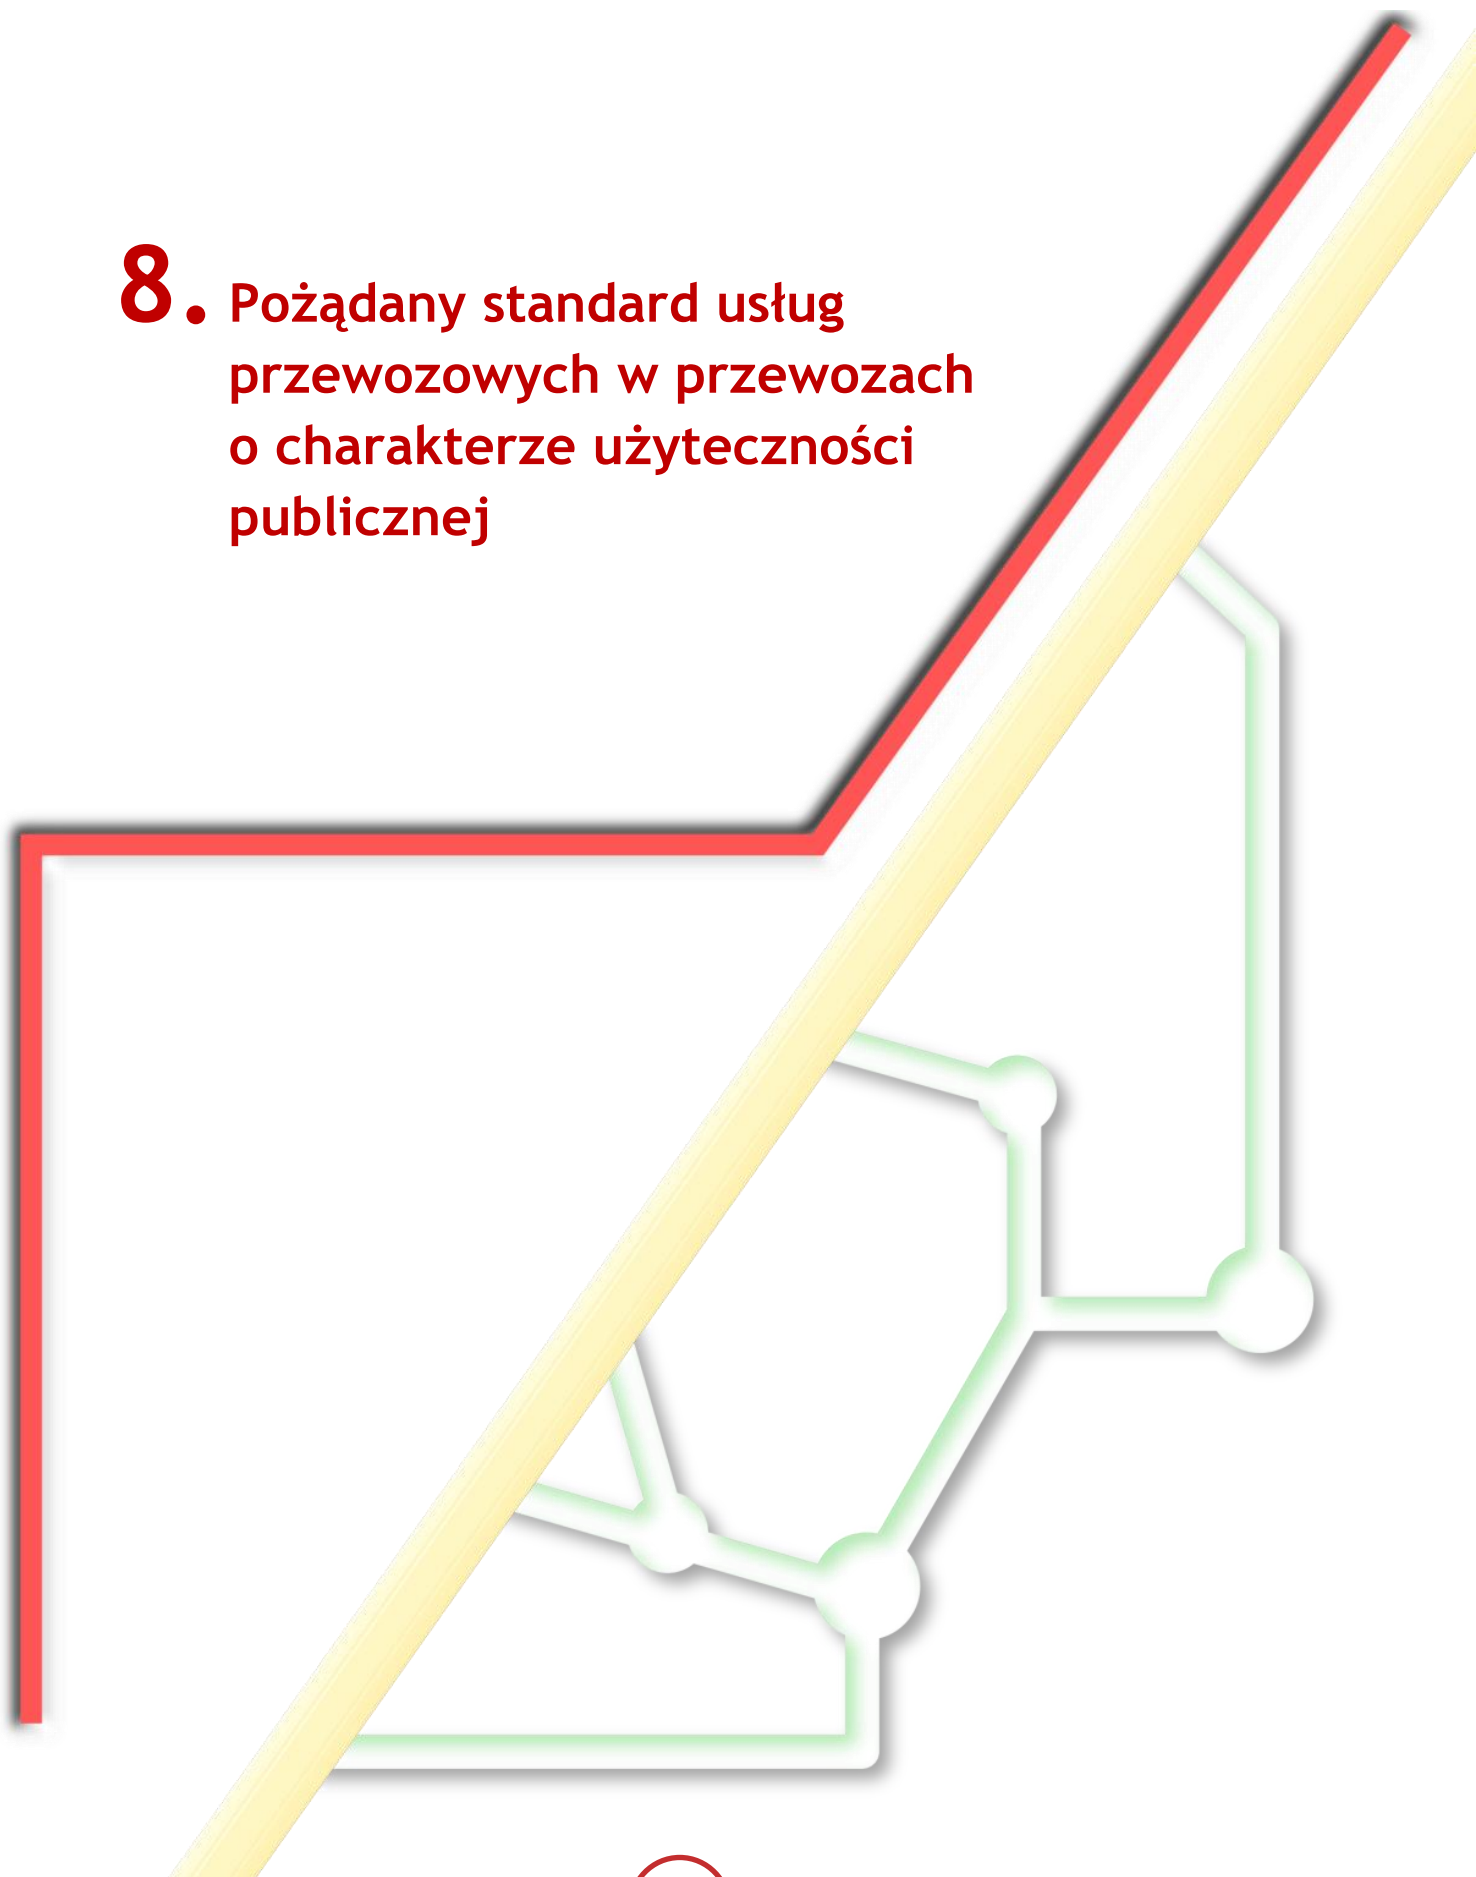 8. Pożądany standard usług
przewozowych w przewozach
o charakterze użyteczności
publicznej